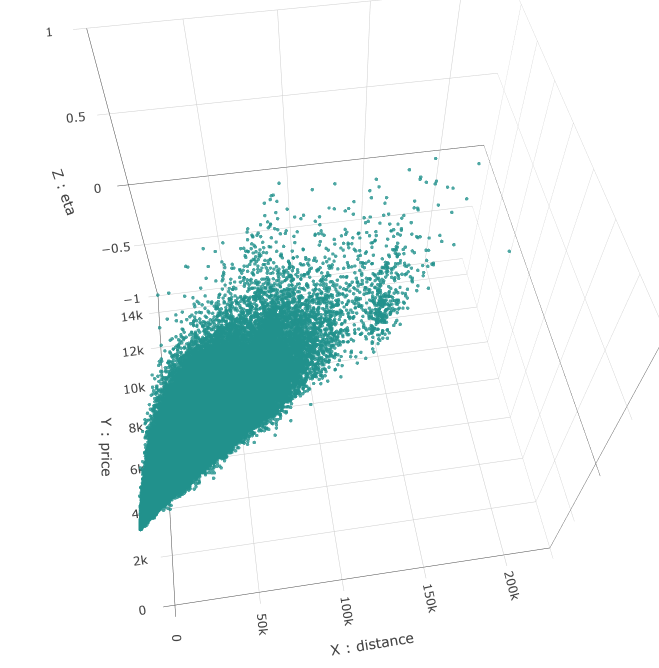 1
0.5
0
−0.5
−1
Z : eta
14k
12k
10k
8k
6k
4
2k
0
Y : price
0
50k
100k
150k
200k
X : distance